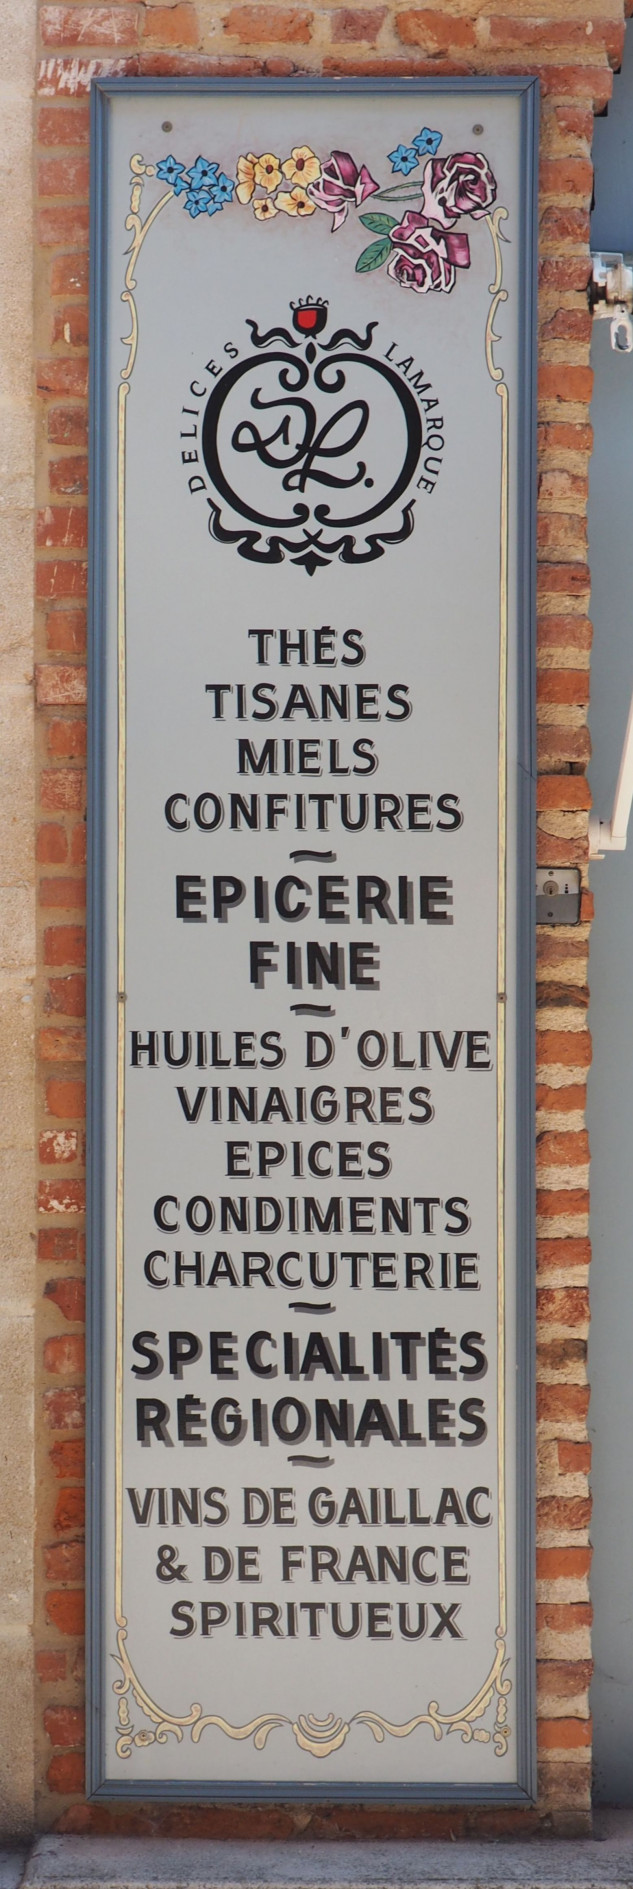 DELICES LAMARQUE
DL.
THÉS
TISANES
MIELS
CONFITURES
~
EPICERIE
FINE
~
HUILES D'OLIVE
VINAIGRES
EPICES
CONDIMENTS
CHARCUTERIE
~
SPECIALITÉS
RÉGIONALES
~
VINS DE GAILLAC
& DE FRANCE
SPIRITUEUX